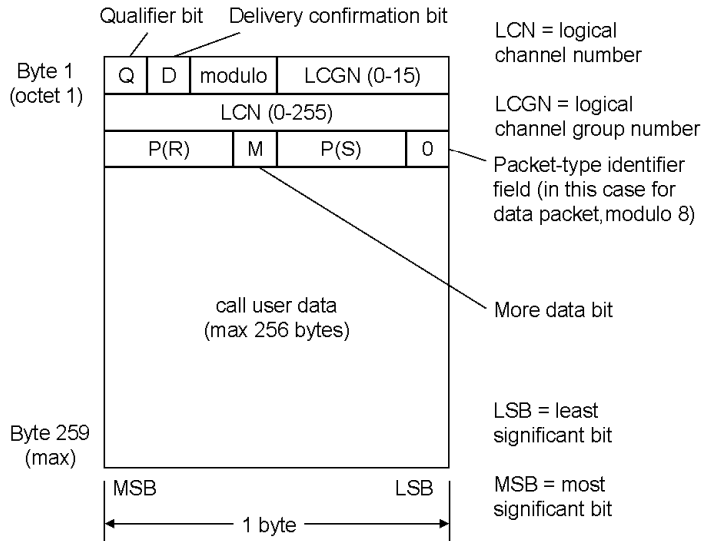 Qualifier bit
Delivery confirmation bit
LCN = logical
channel number
Byte 1
(octet 1)
Q
D
modulo
LCGN (0-15)
LCN (0-255)
LCGN = logical
channel group number
P(R)
M
P(S)
0
Packet-type identifier
field (in this case for
data packet,modulo 8)
call user data
(max 256 bytes)
More data bit
Byte 259
(max)
LSB = least
significant bit
MSB
LSB
MSB = most
significant bit
1 byte